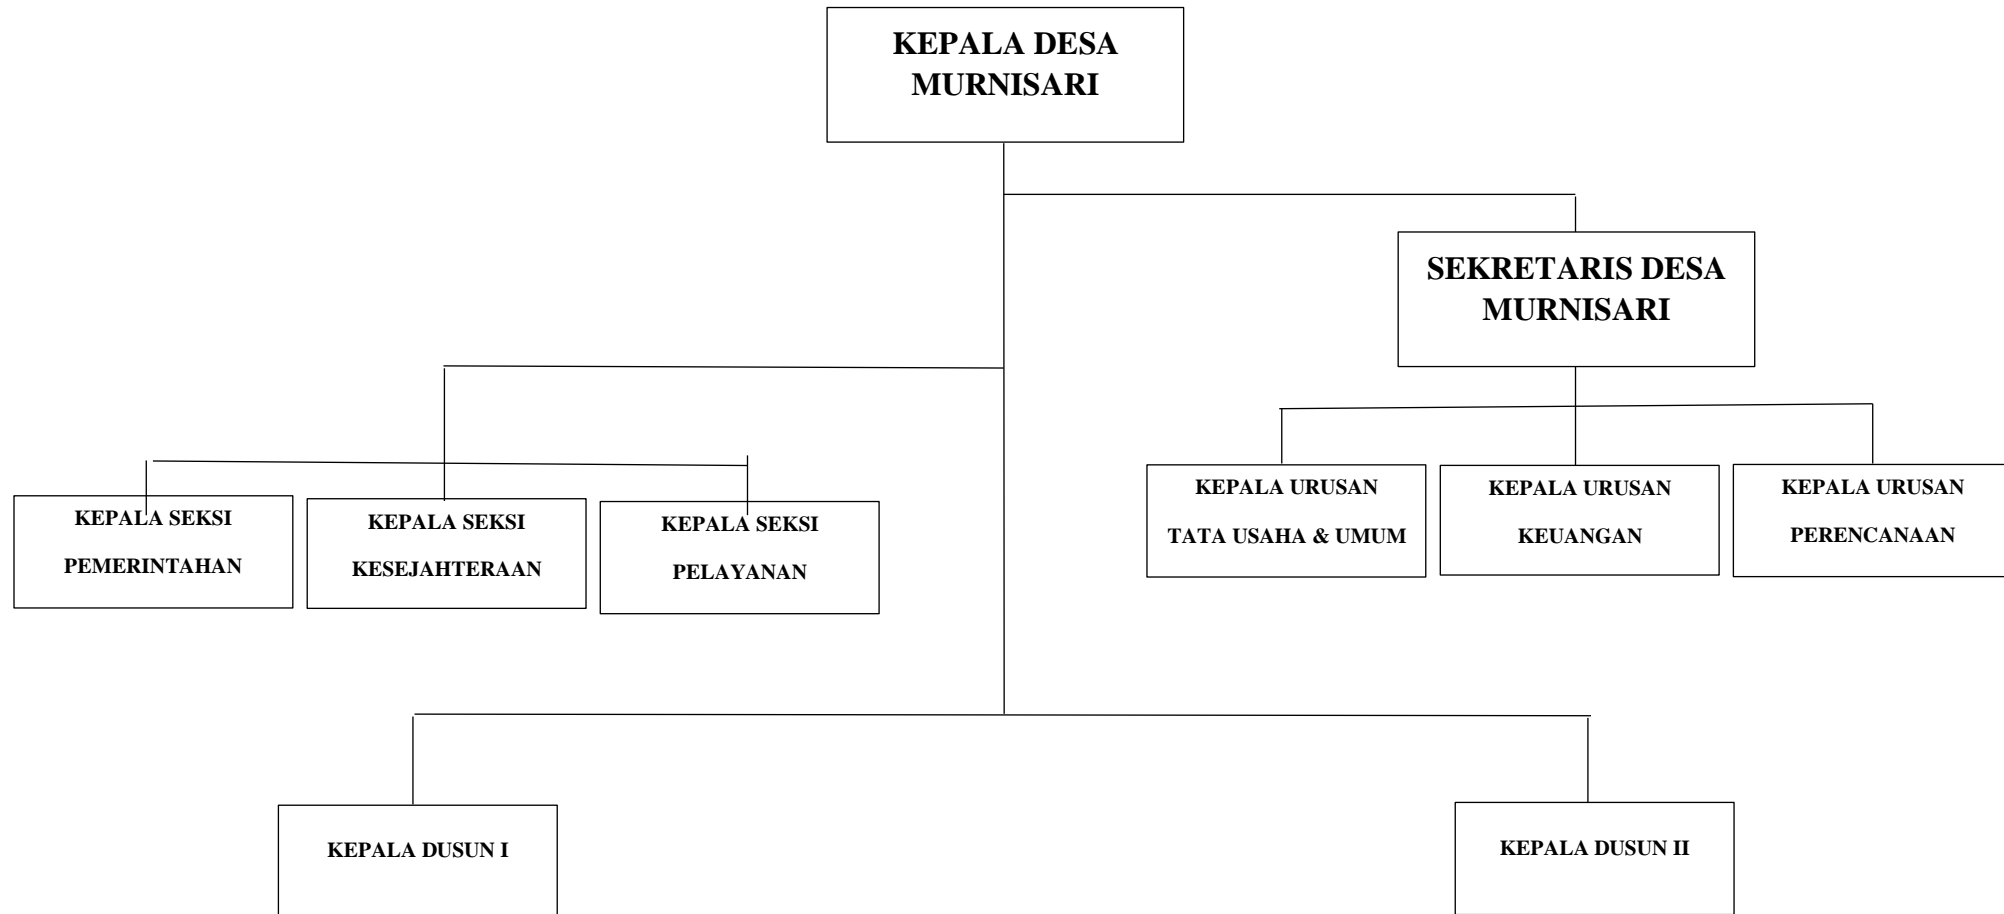 KEPALA DESA
MURNISARI
SEKRETARIS DESA
MURNISARI
KEPALA SEKSI
PEMERINTAHAN
KEPALA SEKSI
KESEJAHTERAAN
KEPALA SEKSI
PELAYANAN
KEPALA URUSAN
TATA USAHA & UMUM
KEPALA URUSAN
KEUANGAN
KEPALA URUSAN
PERENCANAAN
KEPALA DUSUN I
KEPALA DUSUN II